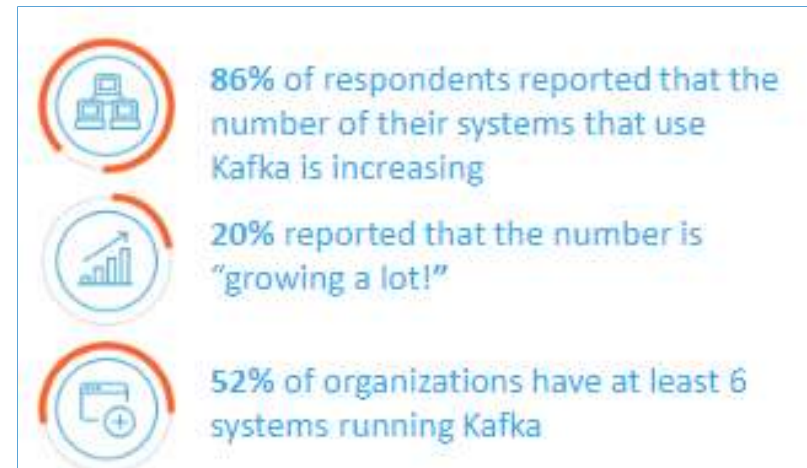 86% of respondents reported that the
number of their systems that use
Kafka is increasing
20% reported that the number is
“growing a lot!”
52% of organizations have at least 6
systems running Kafka